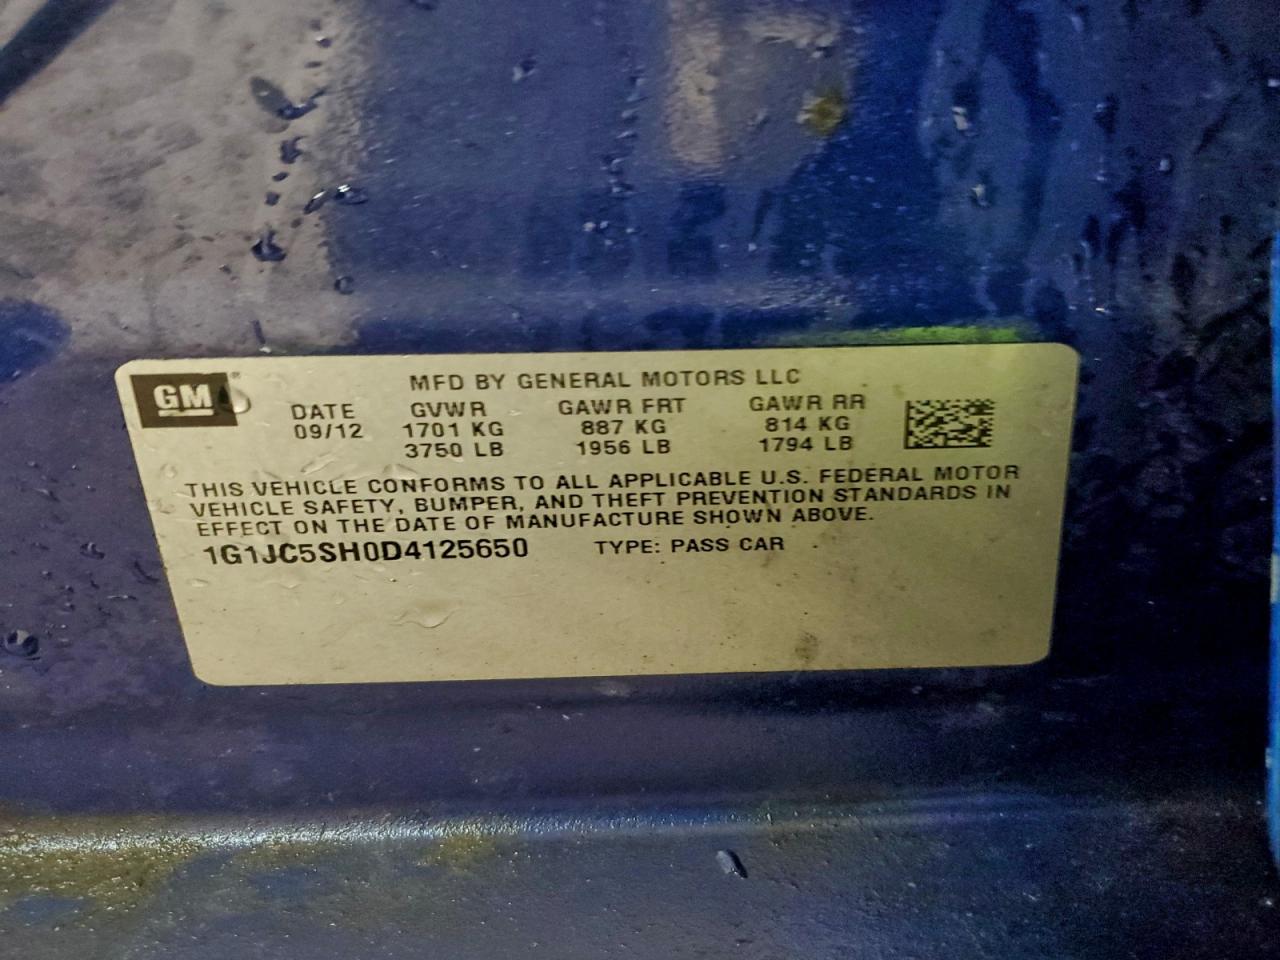 GM
MFD BY GENERAL MOTORS LLC
DATE GVWR GAWR FRT GAWR RR
09/12 1701 KG 887 KG 814 KG
3750 LB 1956 LB 1794 LB
THIS VEHICLE CONFORMS TO ALL APPLICABLE U.S. FEDERAL MOTOR
VEHICLE SAFETY, BUMPER, AND THEFT PREVENTION STANDARDS IN
EFFECT ON THE DATE OF MANUFACTURE SHOWN ABOVE.
1G1JC5SH0D4125650 TYPE: PASS CAR